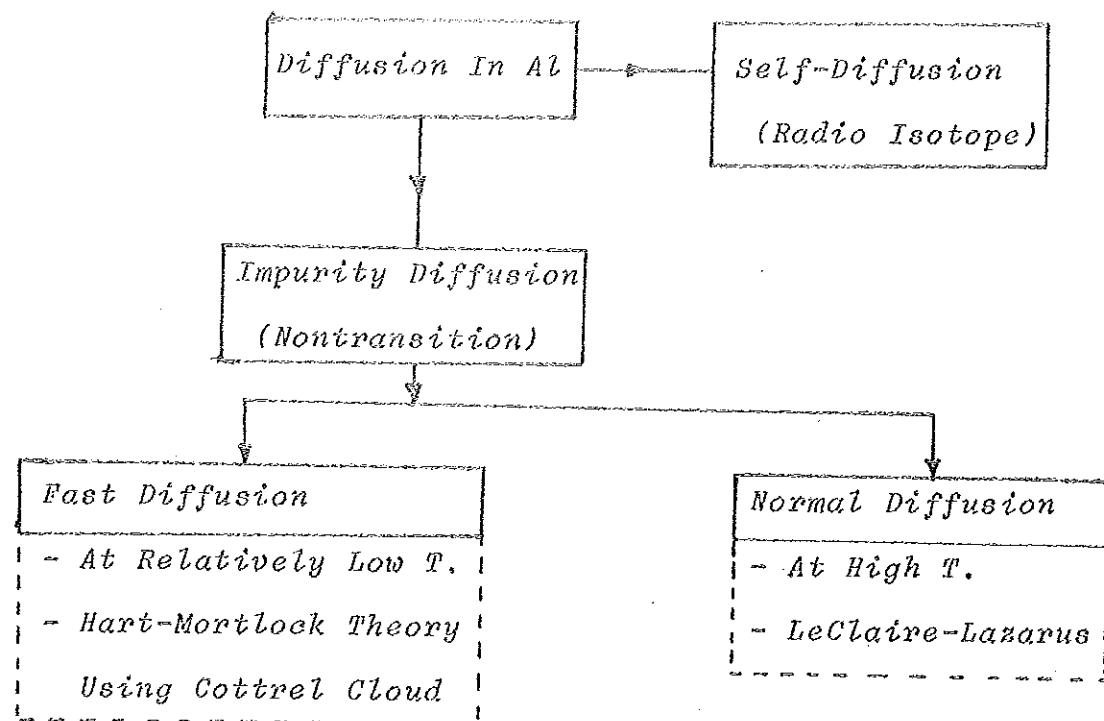 Diffusion In Al
Self-Diffusion
(Radio Isotope)
Impurity Diffusion
(Nontransition)
Fast Diffusion
- At Relatively Low T.
- Hart-Mortlock Theory
Using Cottrel Cloud
Normal Diffusion
- At High T.
- LeClaire-Lazarus